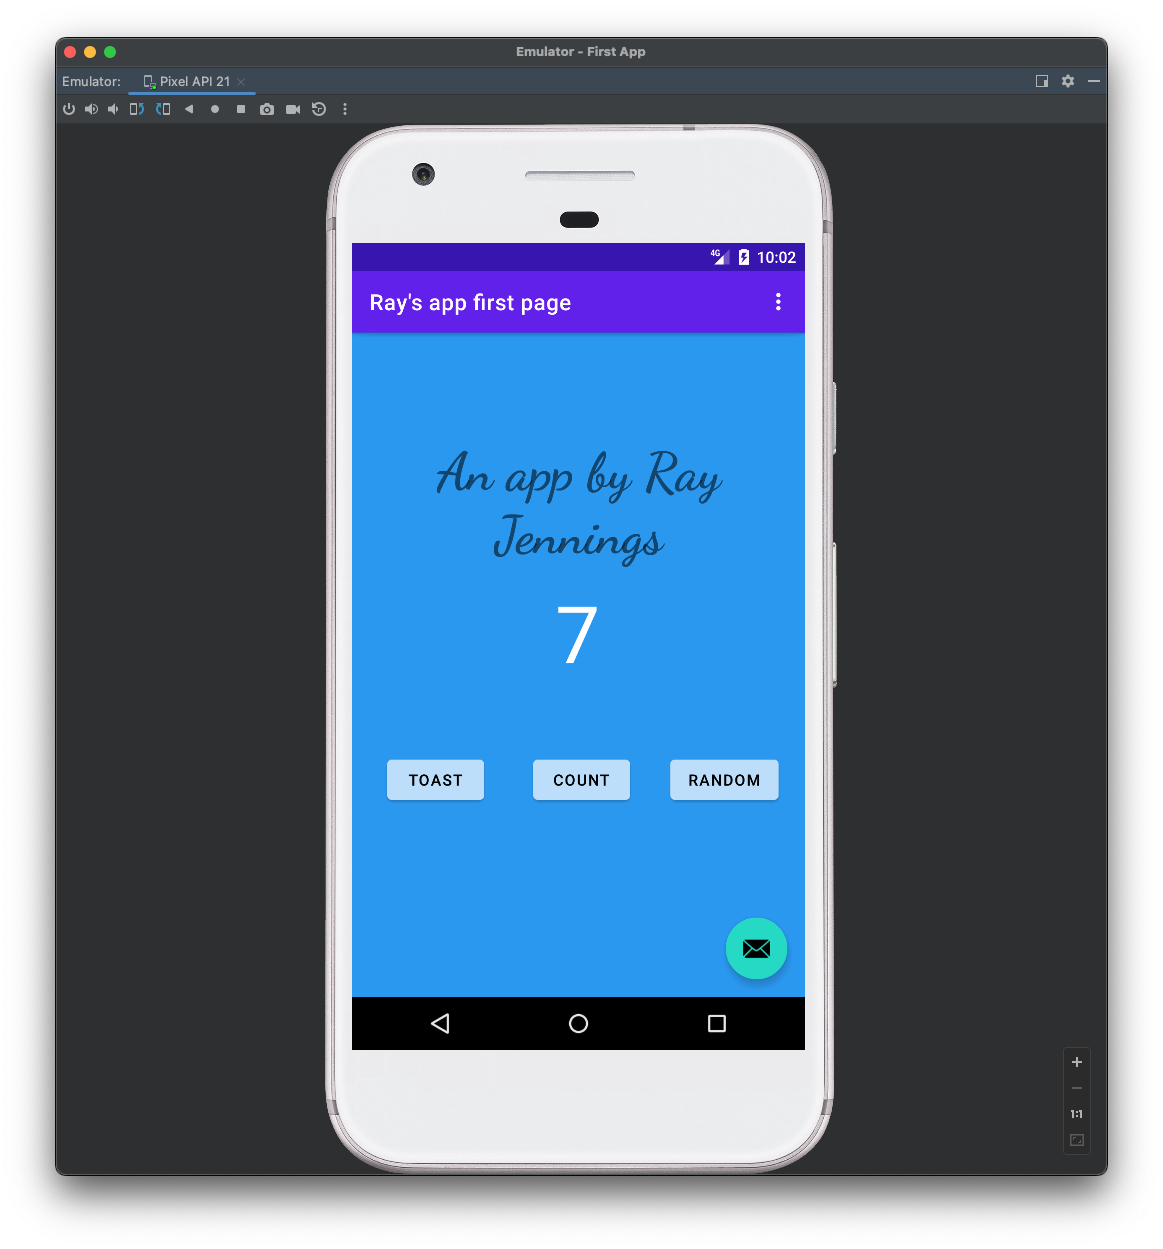 Emulator - First App
Emulator: Pixel API 21
4G 10:02
Ray's app first page
An app by Ray
Jennings
7
TOAST COUNT RANDOM
1:1